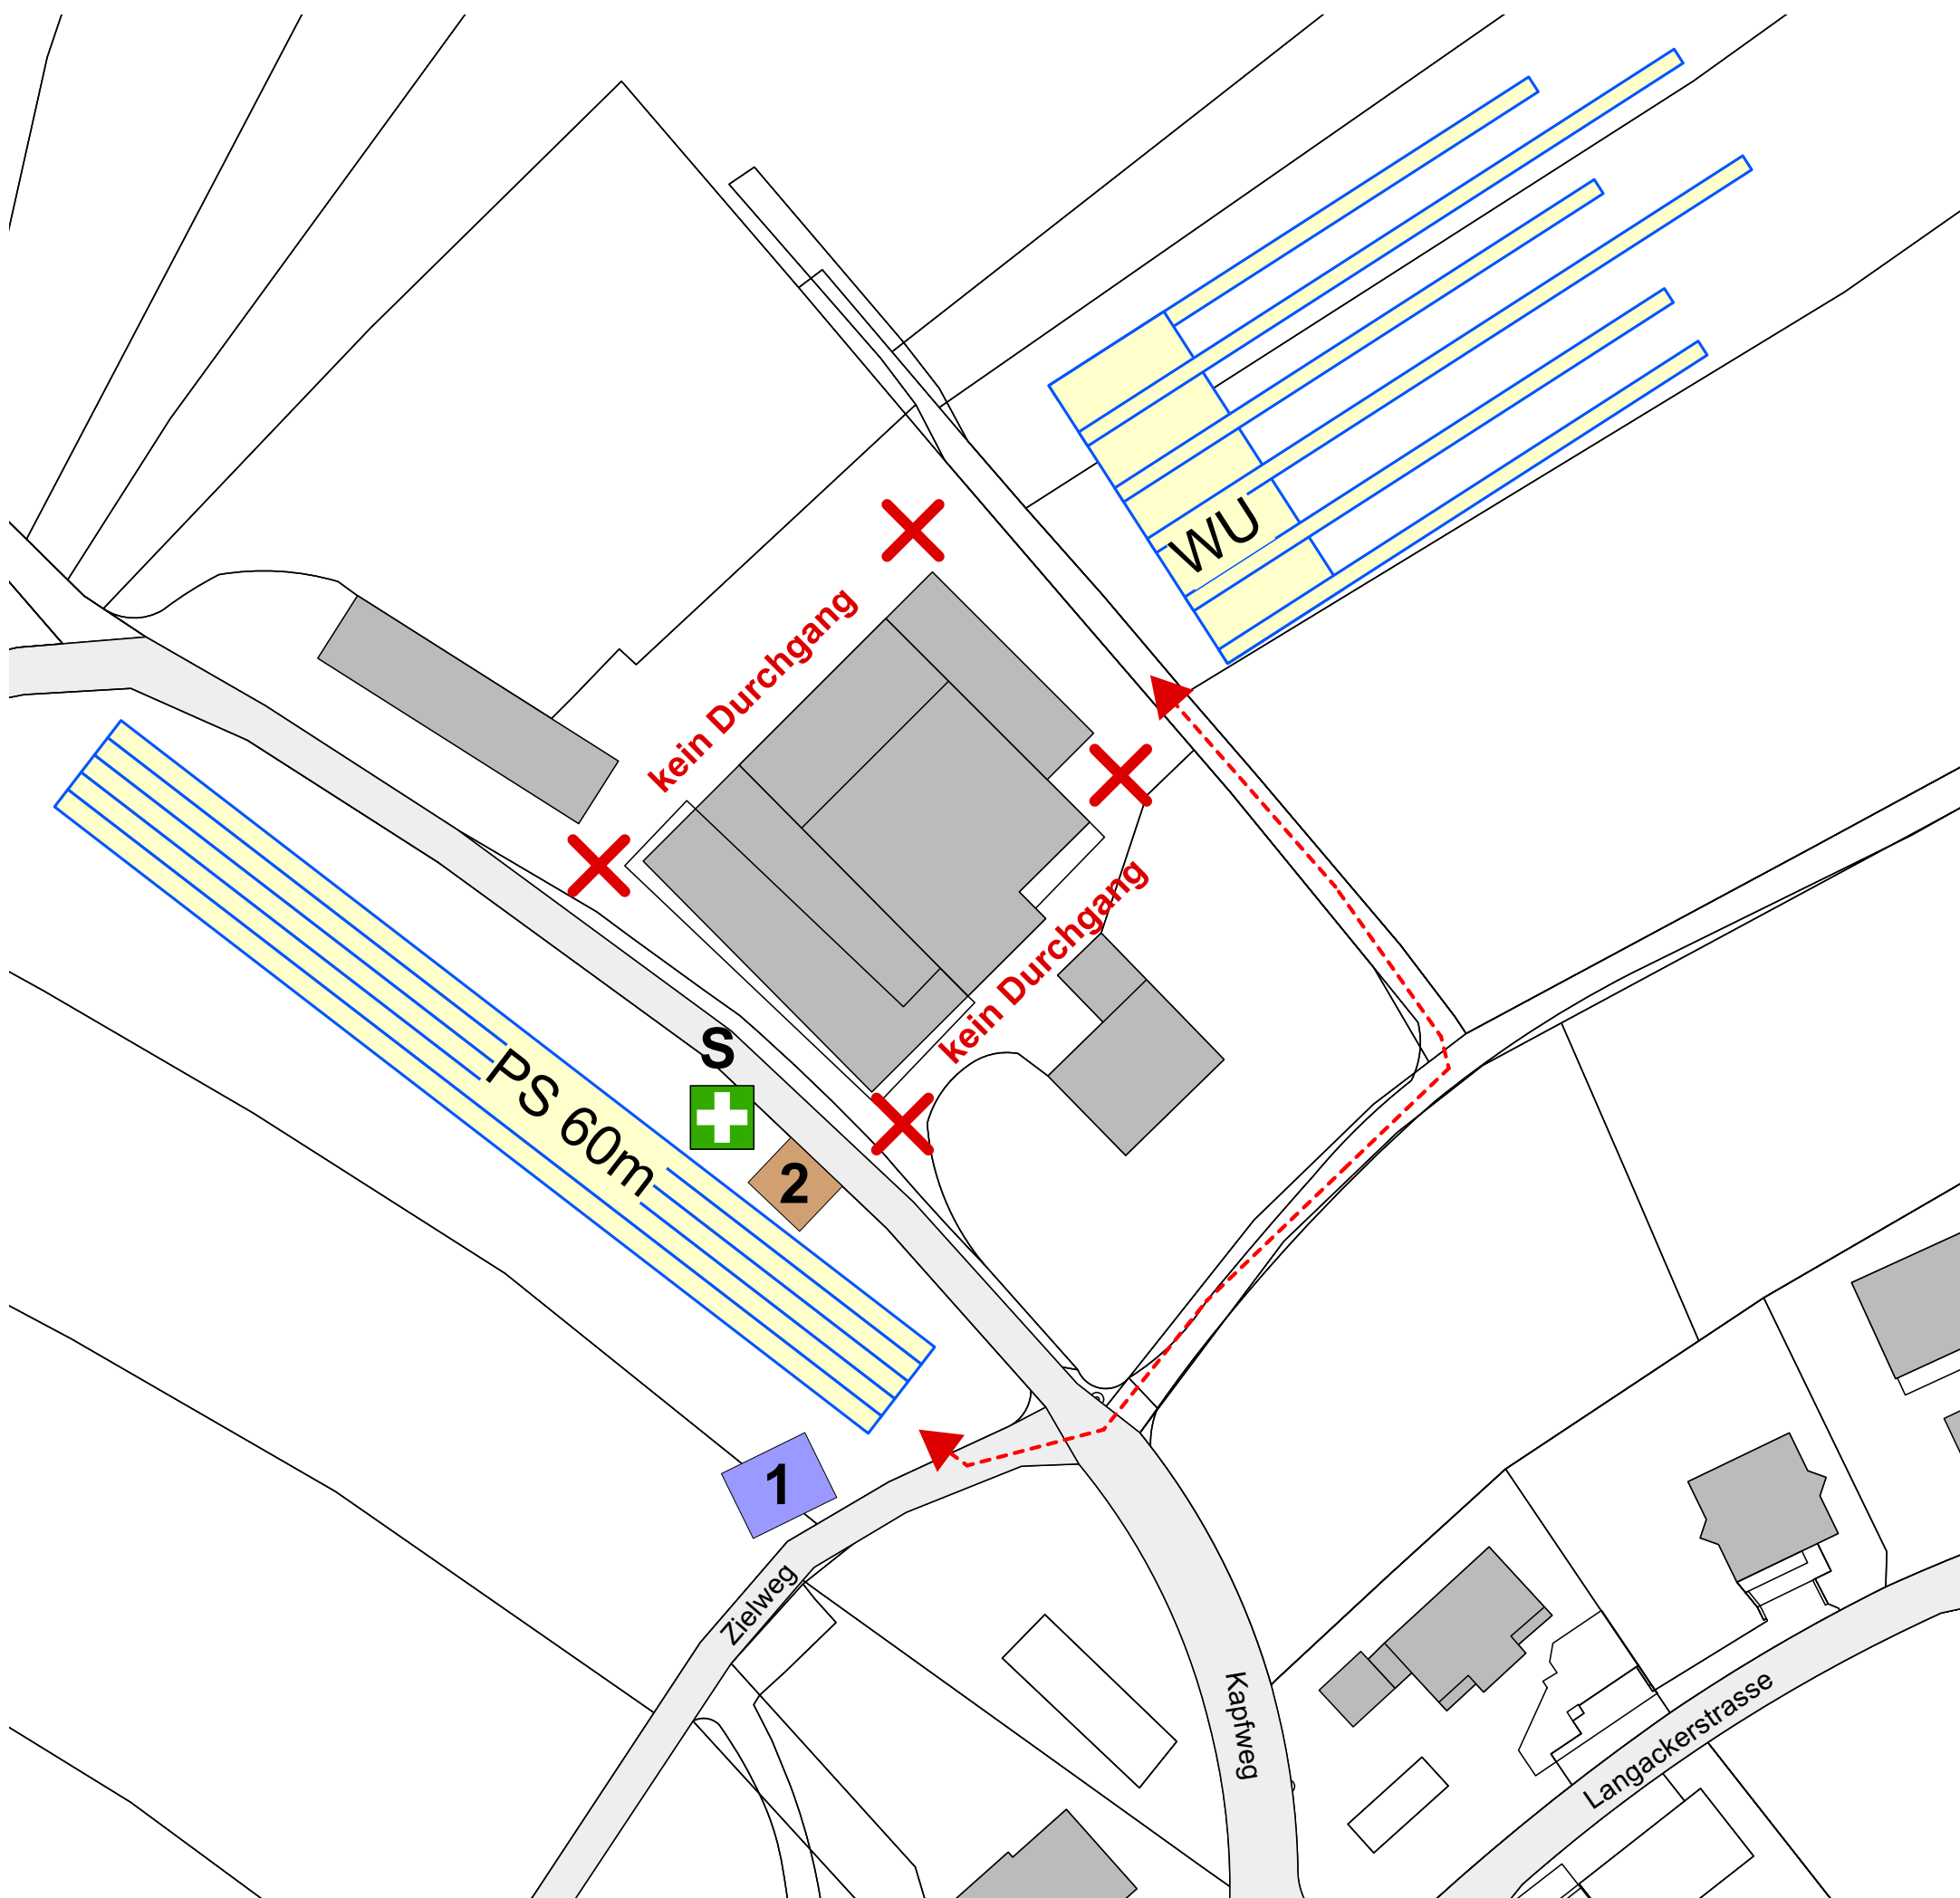 WU
kein Durchgang
kein Durchgang
S
PS 60m
2
1
Zielweg
Kapfweg
Langackerstrasse